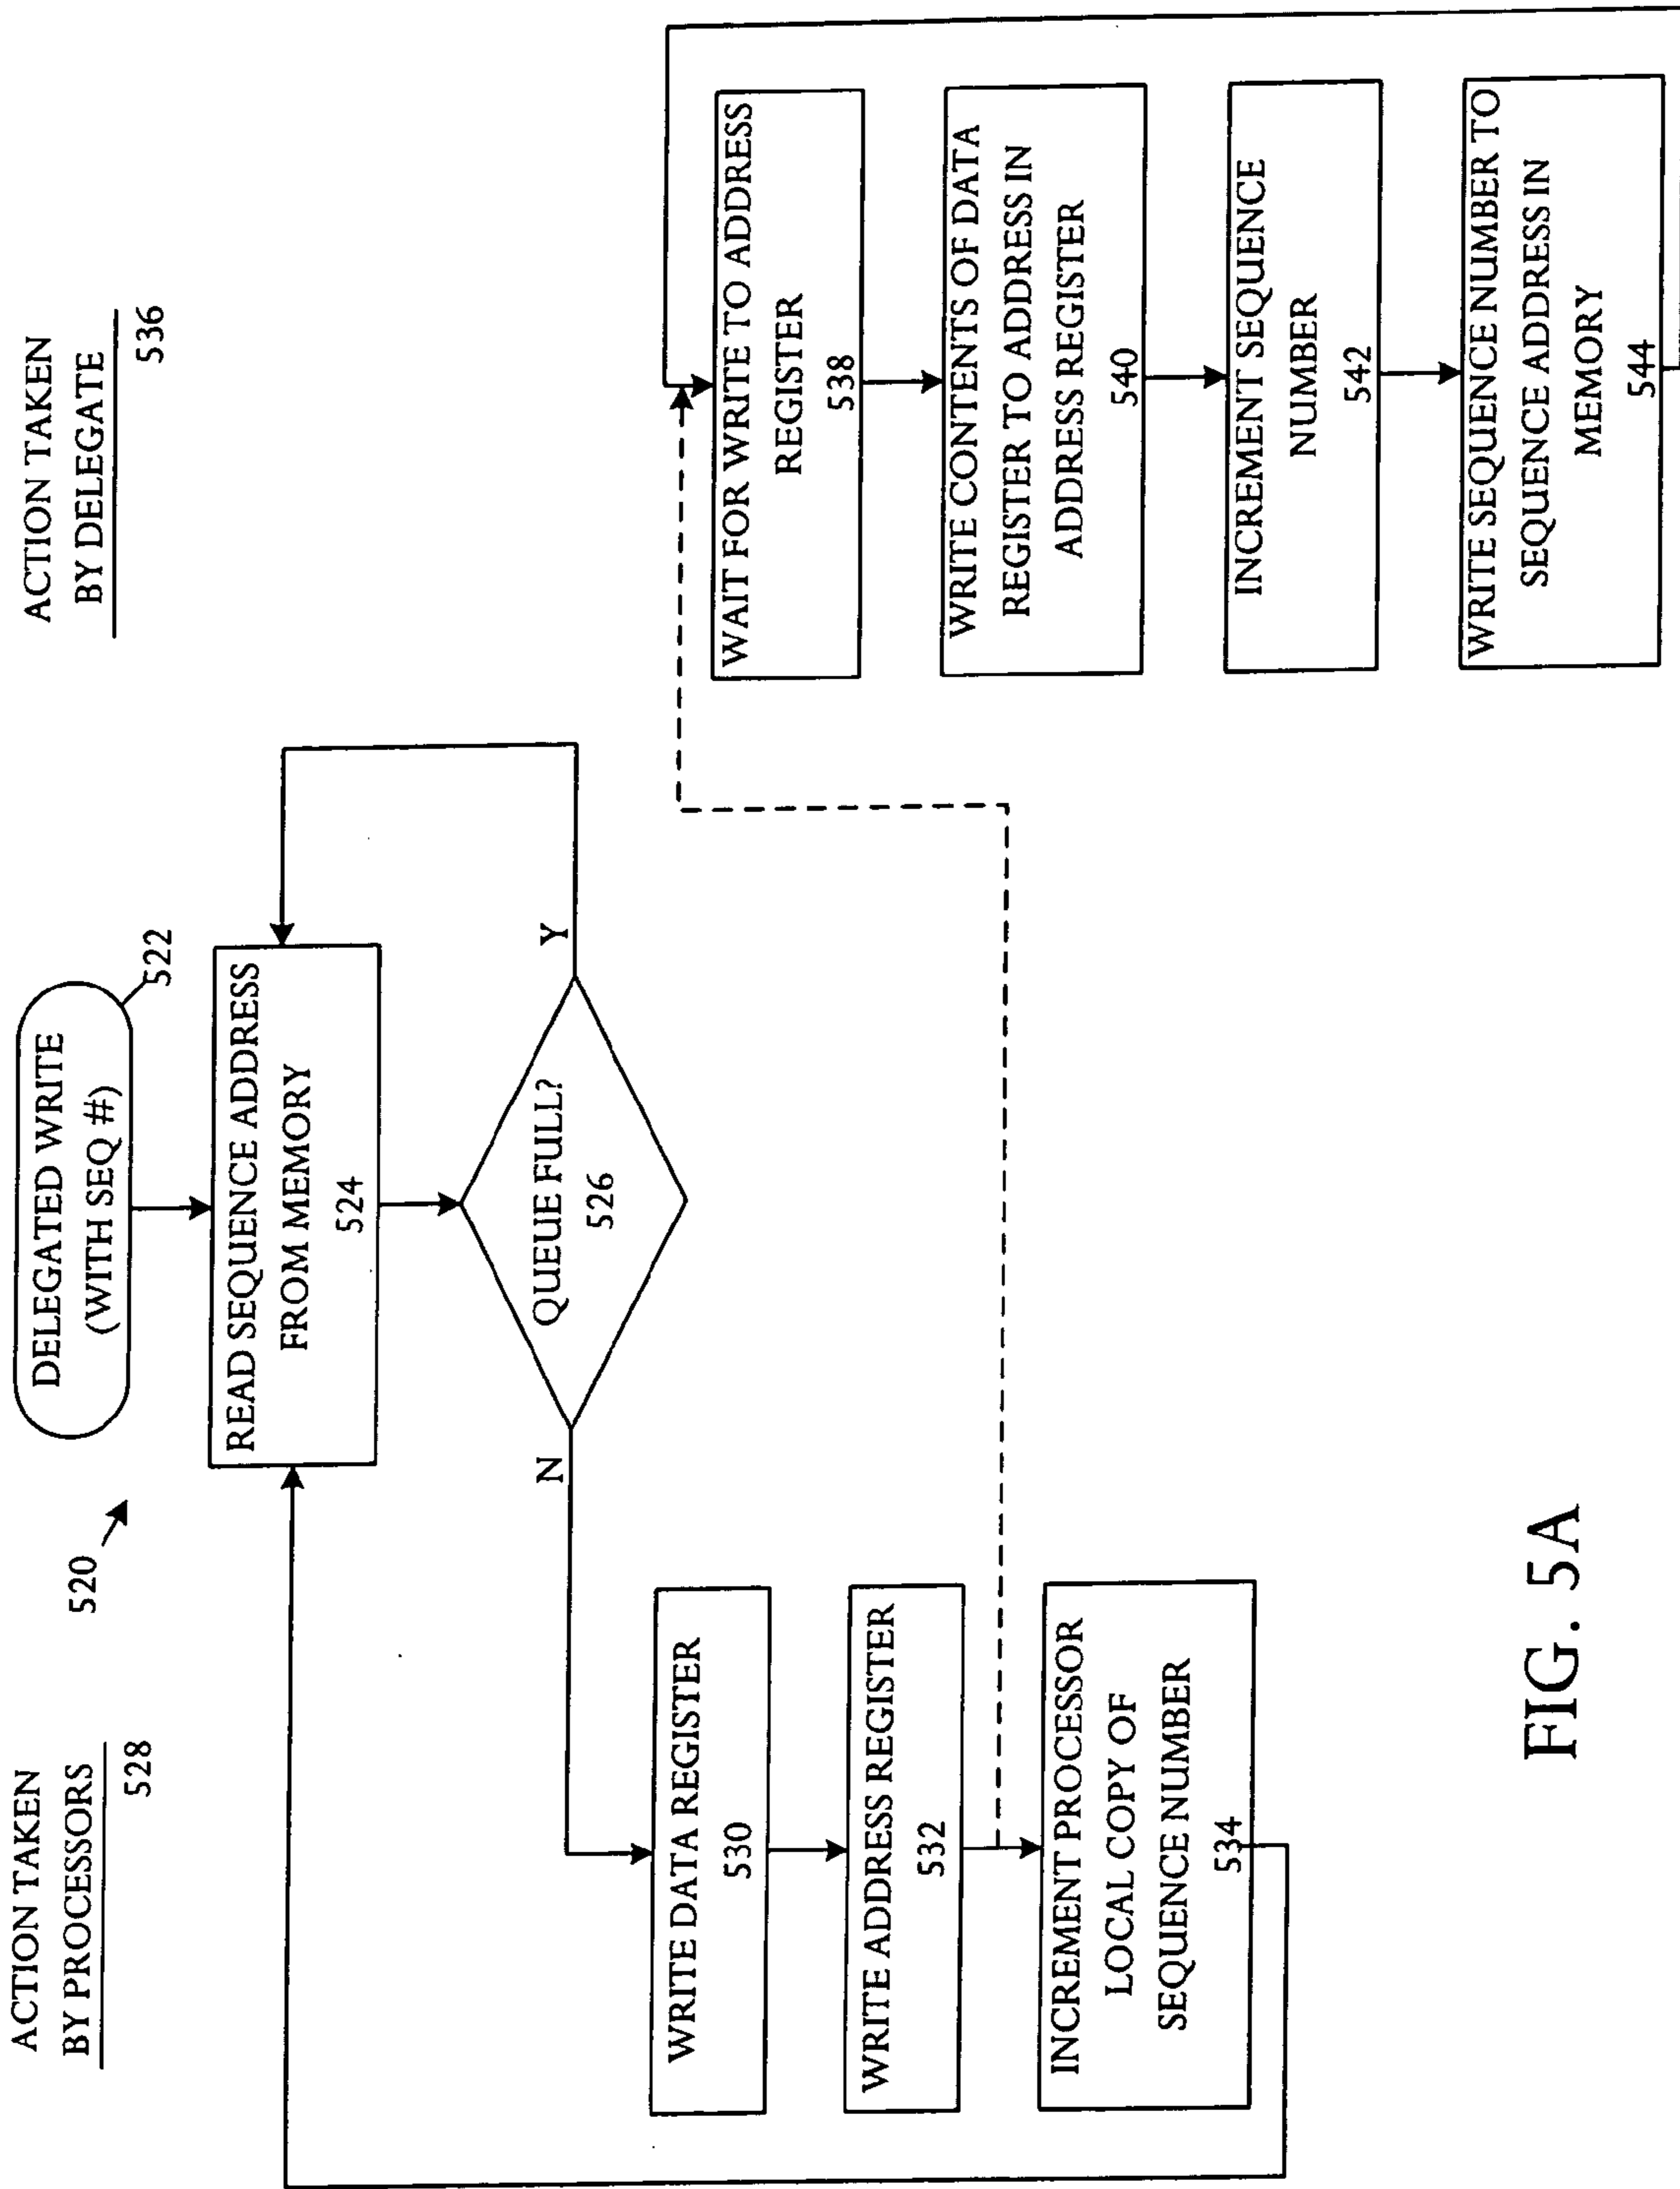 ACTION TAKEN
BY PROCESSORS
528
520
DELEGATED WRITE
(WITH SEQ #)
522
READ SEQUENCE ADDRESS
FROM MEMORY
524
QUEUE FULL?
526
N
Y
WRITE DATA REGISTER
530
WRITE ADDRESS REGISTER
532
INCREMENT PROCESSOR
LOCAL COPY OF
SEQUENCE NUMBER
534
ACTION TAKEN
BY DELEGATE
536
WAIT FOR WRITE TO ADDRESS
REGISTER
538
WRITE CONTENTS OF DATA
REGISTER TO ADDRESS IN
ADDRESS REGISTER
540
INCREMENT SEQUENCE
NUMBER
542
WRITE SEQUENCE NUMBER TO
SEQUENCE ADDRESS IN
MEMORY
544
FIG. 5A